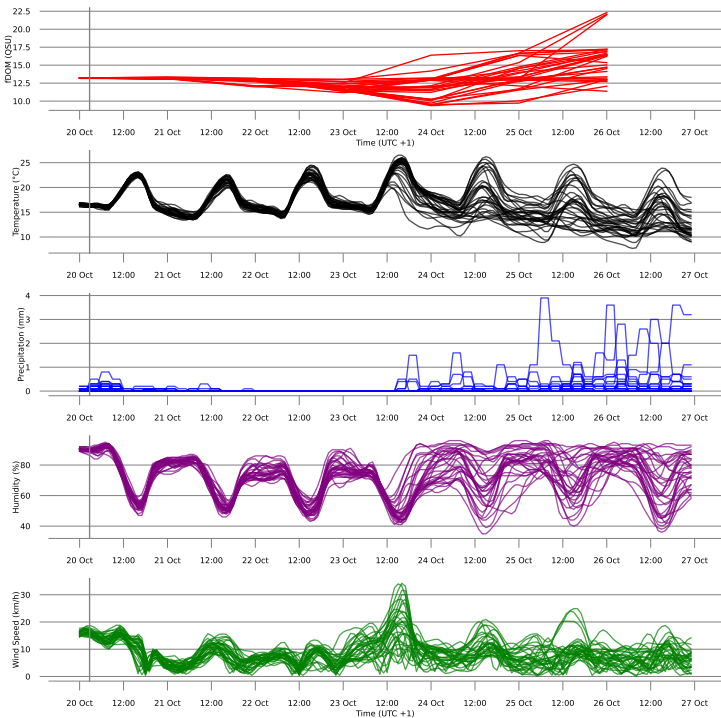 22.5
20.0
17.5
15.0
12.5
10.0
fDOM (QSU)
20 Oct 12:00 21 Oct 12:00 22 Oct 12:00 23 Oct 12:00 24 Oct 12:00 25 Oct 12:00 26 Oct 12:00 27 Oct
Time (UTC +1)
25
20
15
10
Temperature (°C)
20 Oct 12:00 21 Oct 12:00 22 Oct 12:00 23 Oct 12:00 24 Oct 12:00 25 Oct 12:00 26 Oct 12:00 27 Oct
4
3
2
1
0
Precipitation (mm)
20 Oct 12:00 21 Oct 12:00 22 Oct 12:00 23 Oct 12:00 24 Oct 12:00 25 Oct 12:00 26 Oct 12:00 27 Oct
80
60
40
Humidity (%)
20 Oct 12:00 21 Oct 12:00 22 Oct 12:00 23 Oct 12:00 24 Oct 12:00 25 Oct 12:00 26 Oct 12:00 27 Oct
30
20
10
0
Wind Speed (km/h)
20 Oct 12:00 21 Oct 12:00 22 Oct 12:00 23 Oct 12:00 24 Oct 12:00 25 Oct 12:00 26 Oct 12:00 27 Oct
Time (UTC +1)